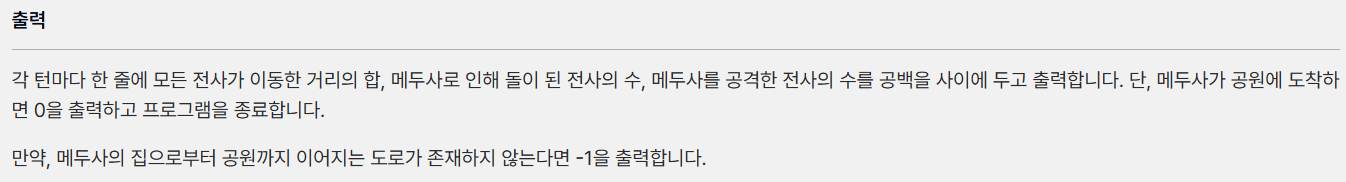 출력
각 턴마다 한 줄에 모든 전사가 이동한 거리의 합, 메두사로 인해 돌이 된 전사의 수, 메두사를 공격한 전사의 수를 공백을 사이에 두고 출력합니다. 단, 메두사가 공원에 도착하
면 0을 출력하고 프로그램을 종료합니다.
만약, 메두사의 집으로부터 공원까지 이어지는 도로가 존재하지 않는다면 -1을 출력합니다.